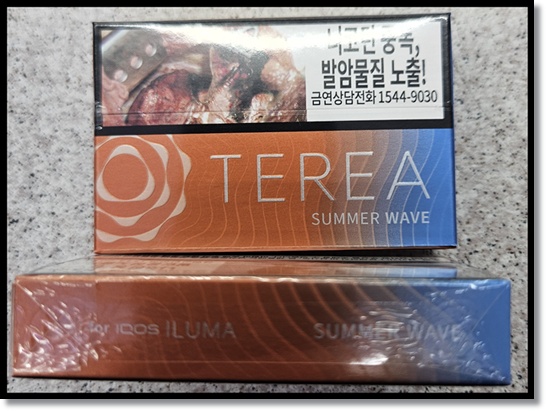 니코틴 중독,
발암물질 노출!
금연상담전화 1544-9030
TEREA
SUMMER WAVE
for IQOS ILUMA
SUMMER WAVE